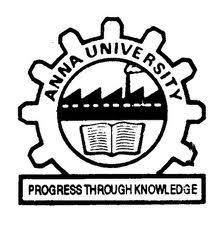 ANNA UNIVERSITY
PROGRESS THROUGH KNOWLEDGE